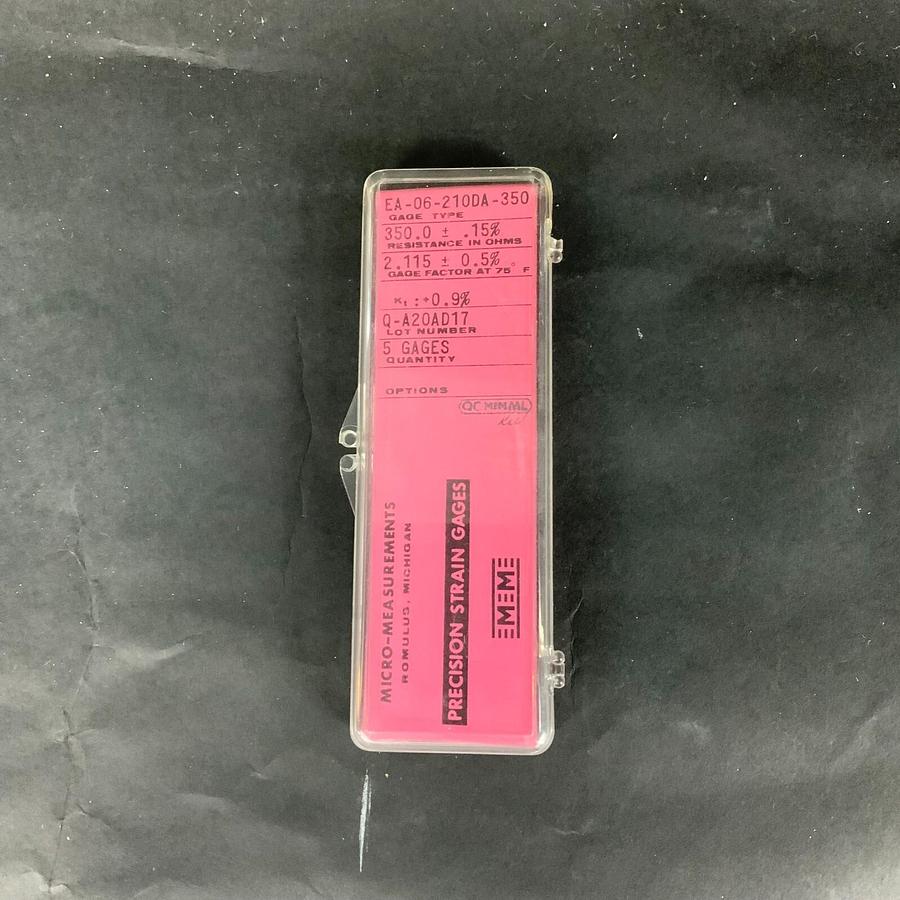 EA-06-210DA-350
GAGE TYPE
350.0 ± .15%
RESISTANCE IN OHMS
2.115 ± 0.5%
GAGE FACTOR AT 75° F
Kt : +0.9%
Q-A20AD17
LOT NUMBER
5 GAGES
QUANTITY
OPTIONS
QC
MICRO-MEASUREMENTS
ROMULUS, MICHIGAN
PRECISION STRAIN GAGES